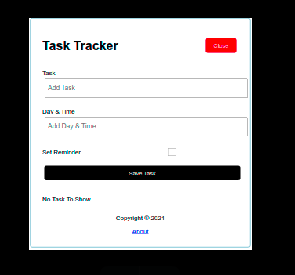 Task Tracker
Close
Task
Add Task
Day & Time
Add Day & Time
Set Reminder
Save Task
No Task To Show
Copyright © 2021
About